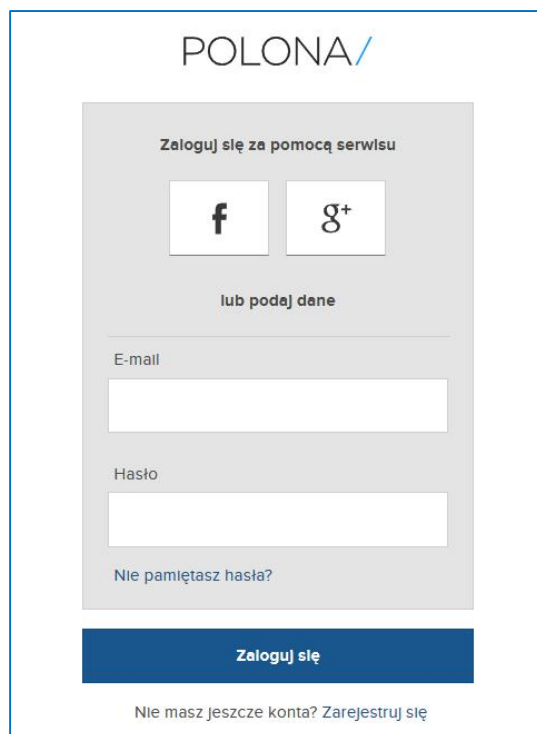 POLONA/
Zaloguj się za pomocą serwisu
f
g+
lub podaj dane
E-mail
Hasło
Nie pamiętasz hasła?
Zaloguj się
Nie masz jeszcze konta? Zarejestruj się